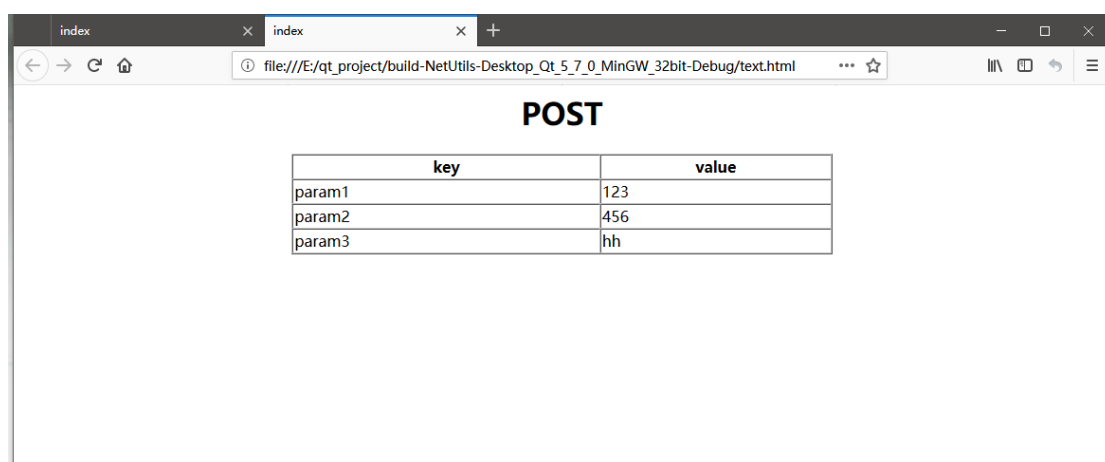 index index
file:///E:/qt_project/build-NetUtils-Desktop_Qt_5_7_0_MinGW_32bit-Debug/text.html
POST
key value
param1 123
param2 456
param3 hh